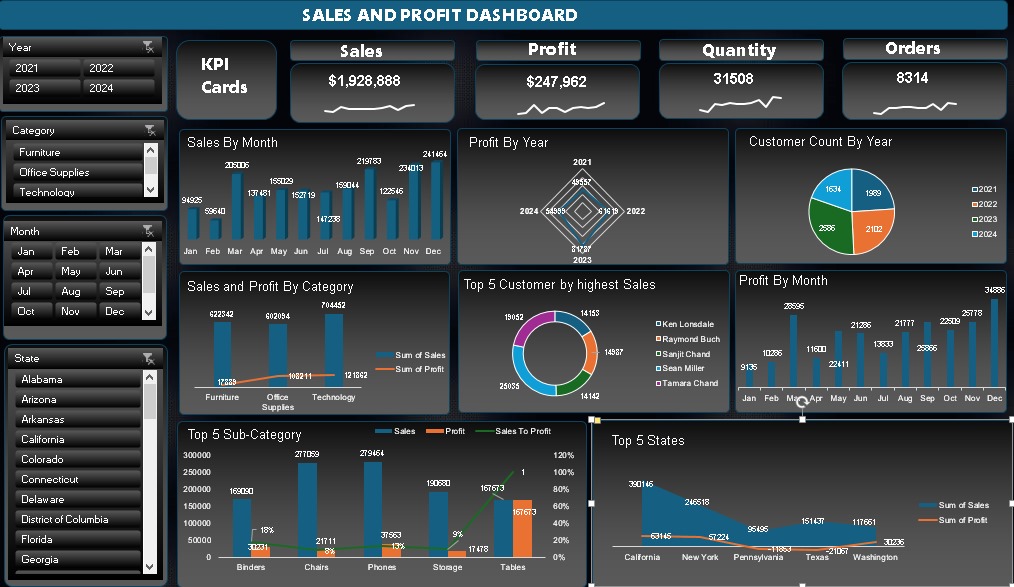 SALES AND PROFIT DASHBOARD
Year
2021 2022
2023 2024
Category
Furniture
Office Supplies
Technology
Month
Jan Feb Mar
Apr May Jun
Jul Aug Sep
Oct Nov Dec
State
Alabama
Arizona
Arkansas
California
Colorado
Connecticut
Delaware
District of Columbia
Florida
Georgia
KPI
Cards
Sales
$1,928,888
Profit
$247,962
Quantity
31508
Orders
8314
Sales By Month
94925 59640 205006 137481 155029 152719 147238 159044 219783 122546 234013 241464
Jan Feb Mar Apr May Jun Jul Aug Sep Oct Nov Dec
Profit By Year
2021
49557
2024 2022
61619
81787
2023
Customer Count By Year
1634 1989
2586 2102
2021
2022
2023
2024
Sales and Profit By Category
622342 602094 704452
108211 121862
Furniture Office Supplies Technology
Sum of Sales
Sum of Profit
Top 5 Customer by highest Sales
19052 14153
14987
25035 14142
Ken Lonsdale
Raymond Buch
Sanjit Chand
Sean Miller
Tamara Chand
Profit By Month
9135 10286 28595 11600 22411 21286 13833 21777 25866 22509 25778 34886
Jan Feb Mar Apr May Jun Jul Aug Sep Oct Nov Dec
Top 5 Sub-Category
Sales Profit Sales To Profit
300000
250000
200000
150000
100000
50000
0
120%
100%
80%
60%
40%
20%
0%
169090 277059 279464 190680 167673
30231 21711 37563 17478 167673
18% 8% 13% 9% 1
Binders Chairs Phones Storage Tables
Top 5 States
390146 246518 95495 151437 117661
63145 57224 -11853 -21067 30236
California New York Pennsylvania Texas Washington
Sum of Sales
Sum of Profit